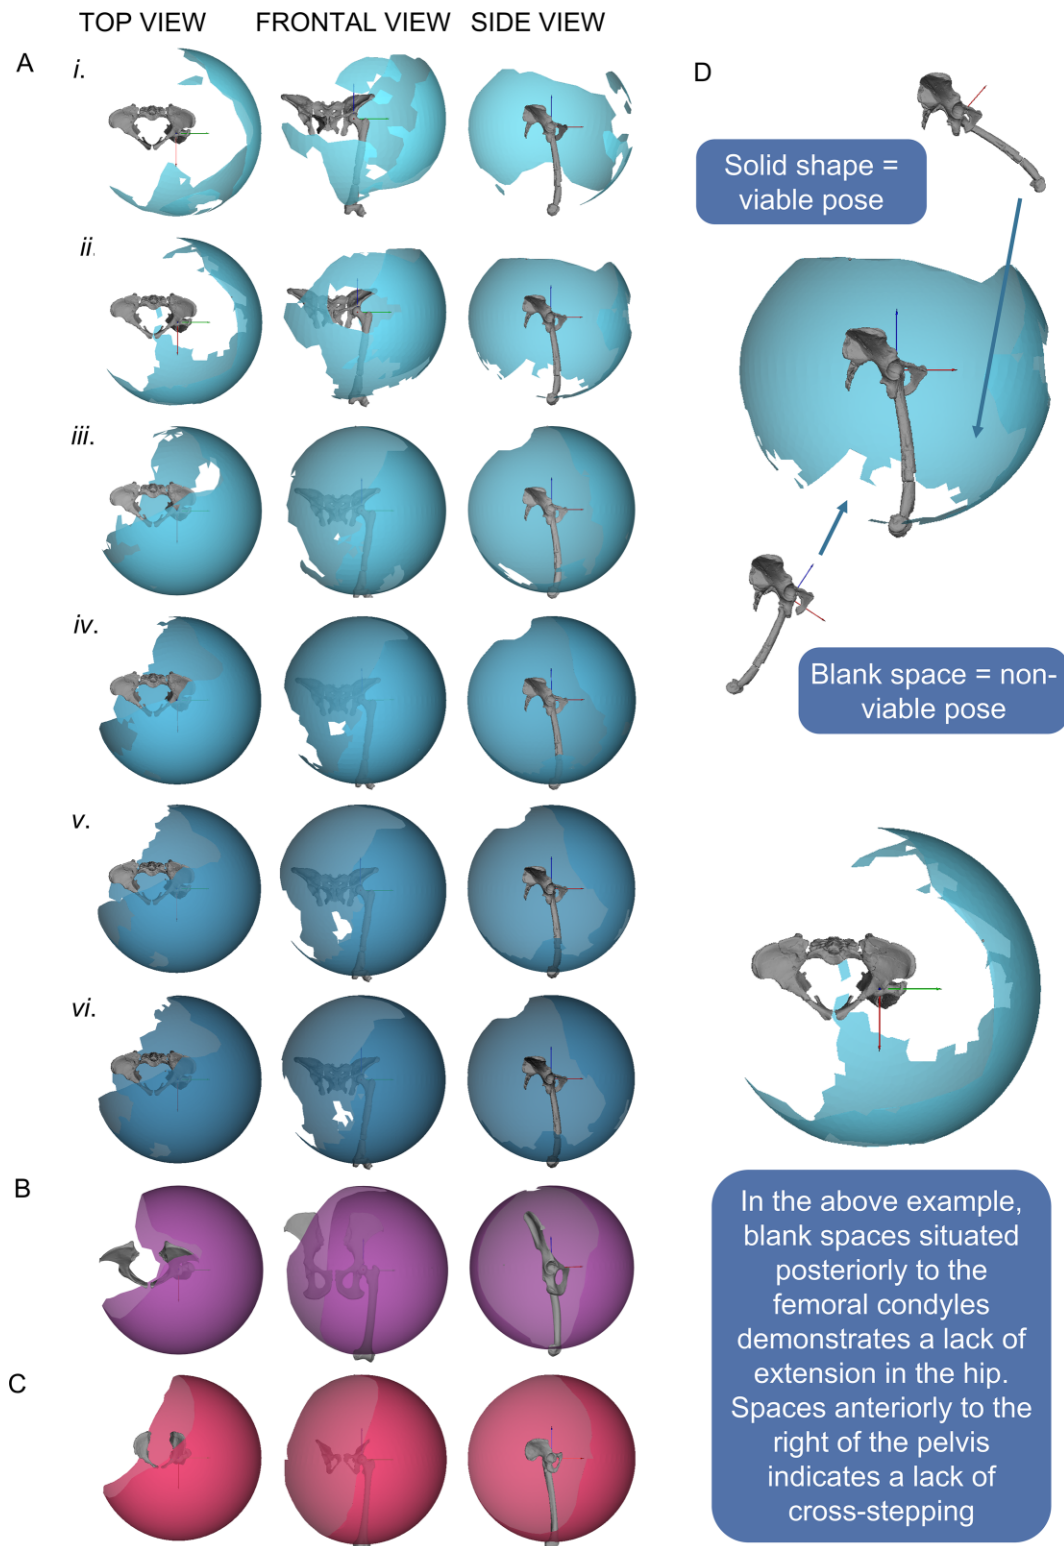 TOP VIEW FRONTAL VIEW SIDE VIEW
A
i.
ii.
iii.
iv.
v.
vi.
B
C
D
Solid shape =
viable pose
Blank space = non-
viable pose
In the above example,
blank spaces situated
posteriorly to the
femoral condyles
demonstrates a lack of
extension in the hip.
Spaces anteriorly to the
right of the pelvis
indicates a lack of
cross-stepping